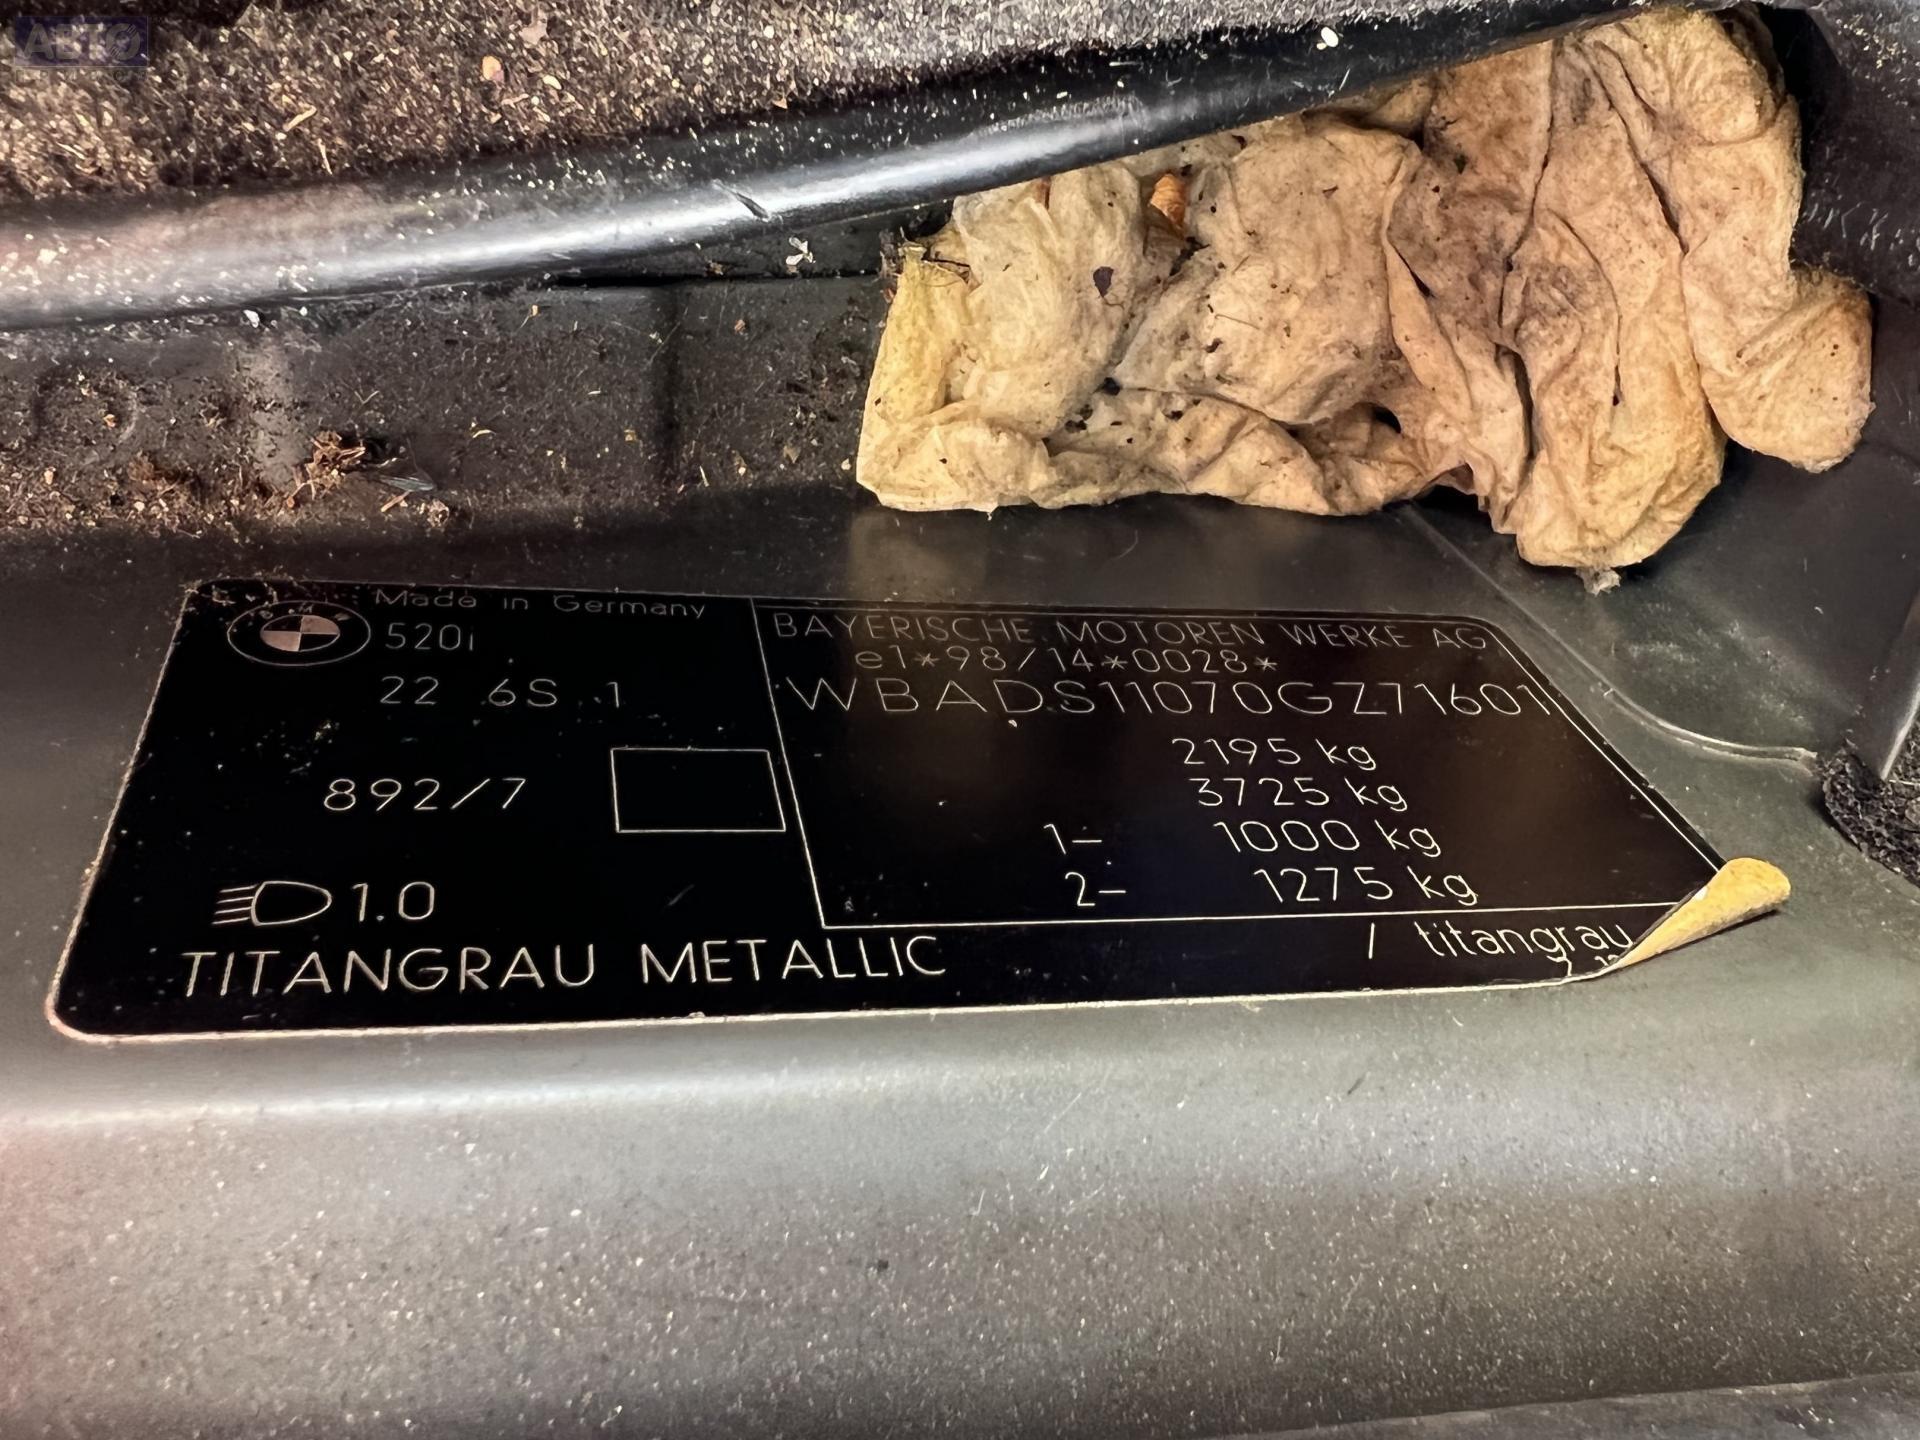 АВТО
Made in Germany
520i
22 6S 1
892/7
1.0
TITANGRAU METALLIC
BAYERISCHE MOTOREN WERKE AG
e1*98/14*0028*
WBADS11070GZ71601
2195 kg
3725 kg
1– 1000 kg
2– 1275 kg
/ titangrau